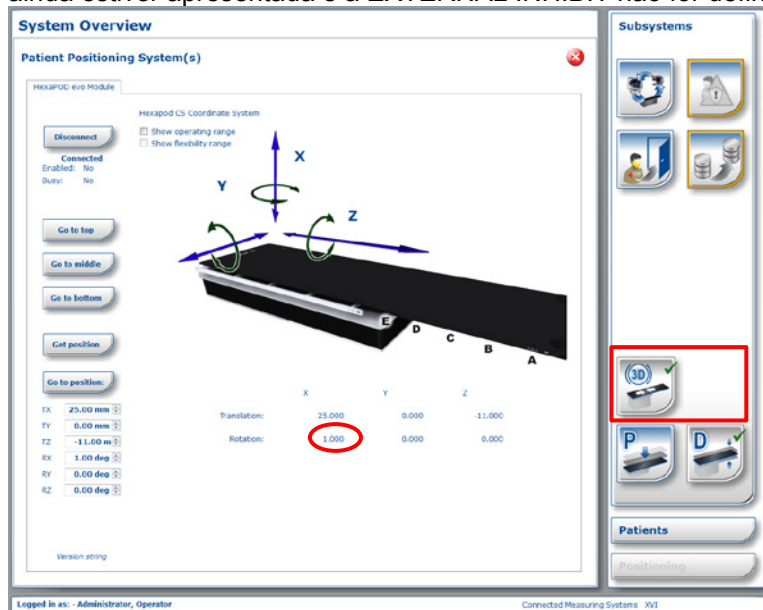 System Overview
Subsystems
Patient Positioning System(s)
HexaPOD evo Module
Hexapod CS Coordinate System
Disconnect
Show operating range
Show flexibility range
Connected
Enabled: No
Busy: No
X
Y
Z
Go to top
Go to middle
Go to bottom
E
D
C
B
A
Get position
Go to position:
X Y Z
TX 25.00 mm
TY 0.00 mm
TZ -11.00 m
RX 1.00 deg
RY 0.00 deg
RZ 0.00 deg
Translation: 25.000 0.000 -11.000
Rotation: 1.000 0.000 0.000
Version string
(3D)
P
D
Patients
Positioning
Logged in as: - Administrator, Operator
Connected Measuring Systems XVI